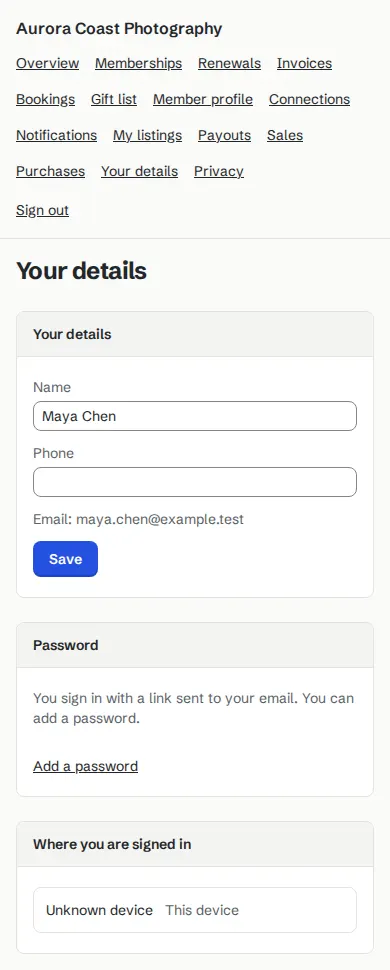 Aurora Coast Photography
Overview Memberships Renewals Invoices
Bookings Gift list Member profile Connections
Notifications My listings Payouts Sales
Purchases Your details Privacy
Sign out
Your details
Your details
Name
Maya Chen
Phone
Email: maya.chen@example.test
Save
Password
You sign in with a link sent to your email. You can
add a password.
Add a password
Where you are signed in
Unknown device This device